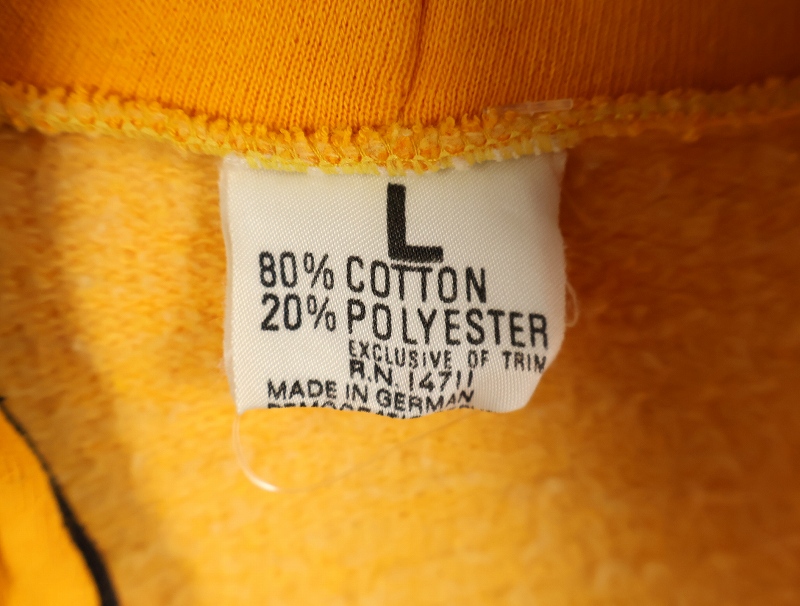 L
80% COTTON
20% POLYESTER
EXCLUSIVE OF TRIM
R.N. 14711
MADE IN GERMAN